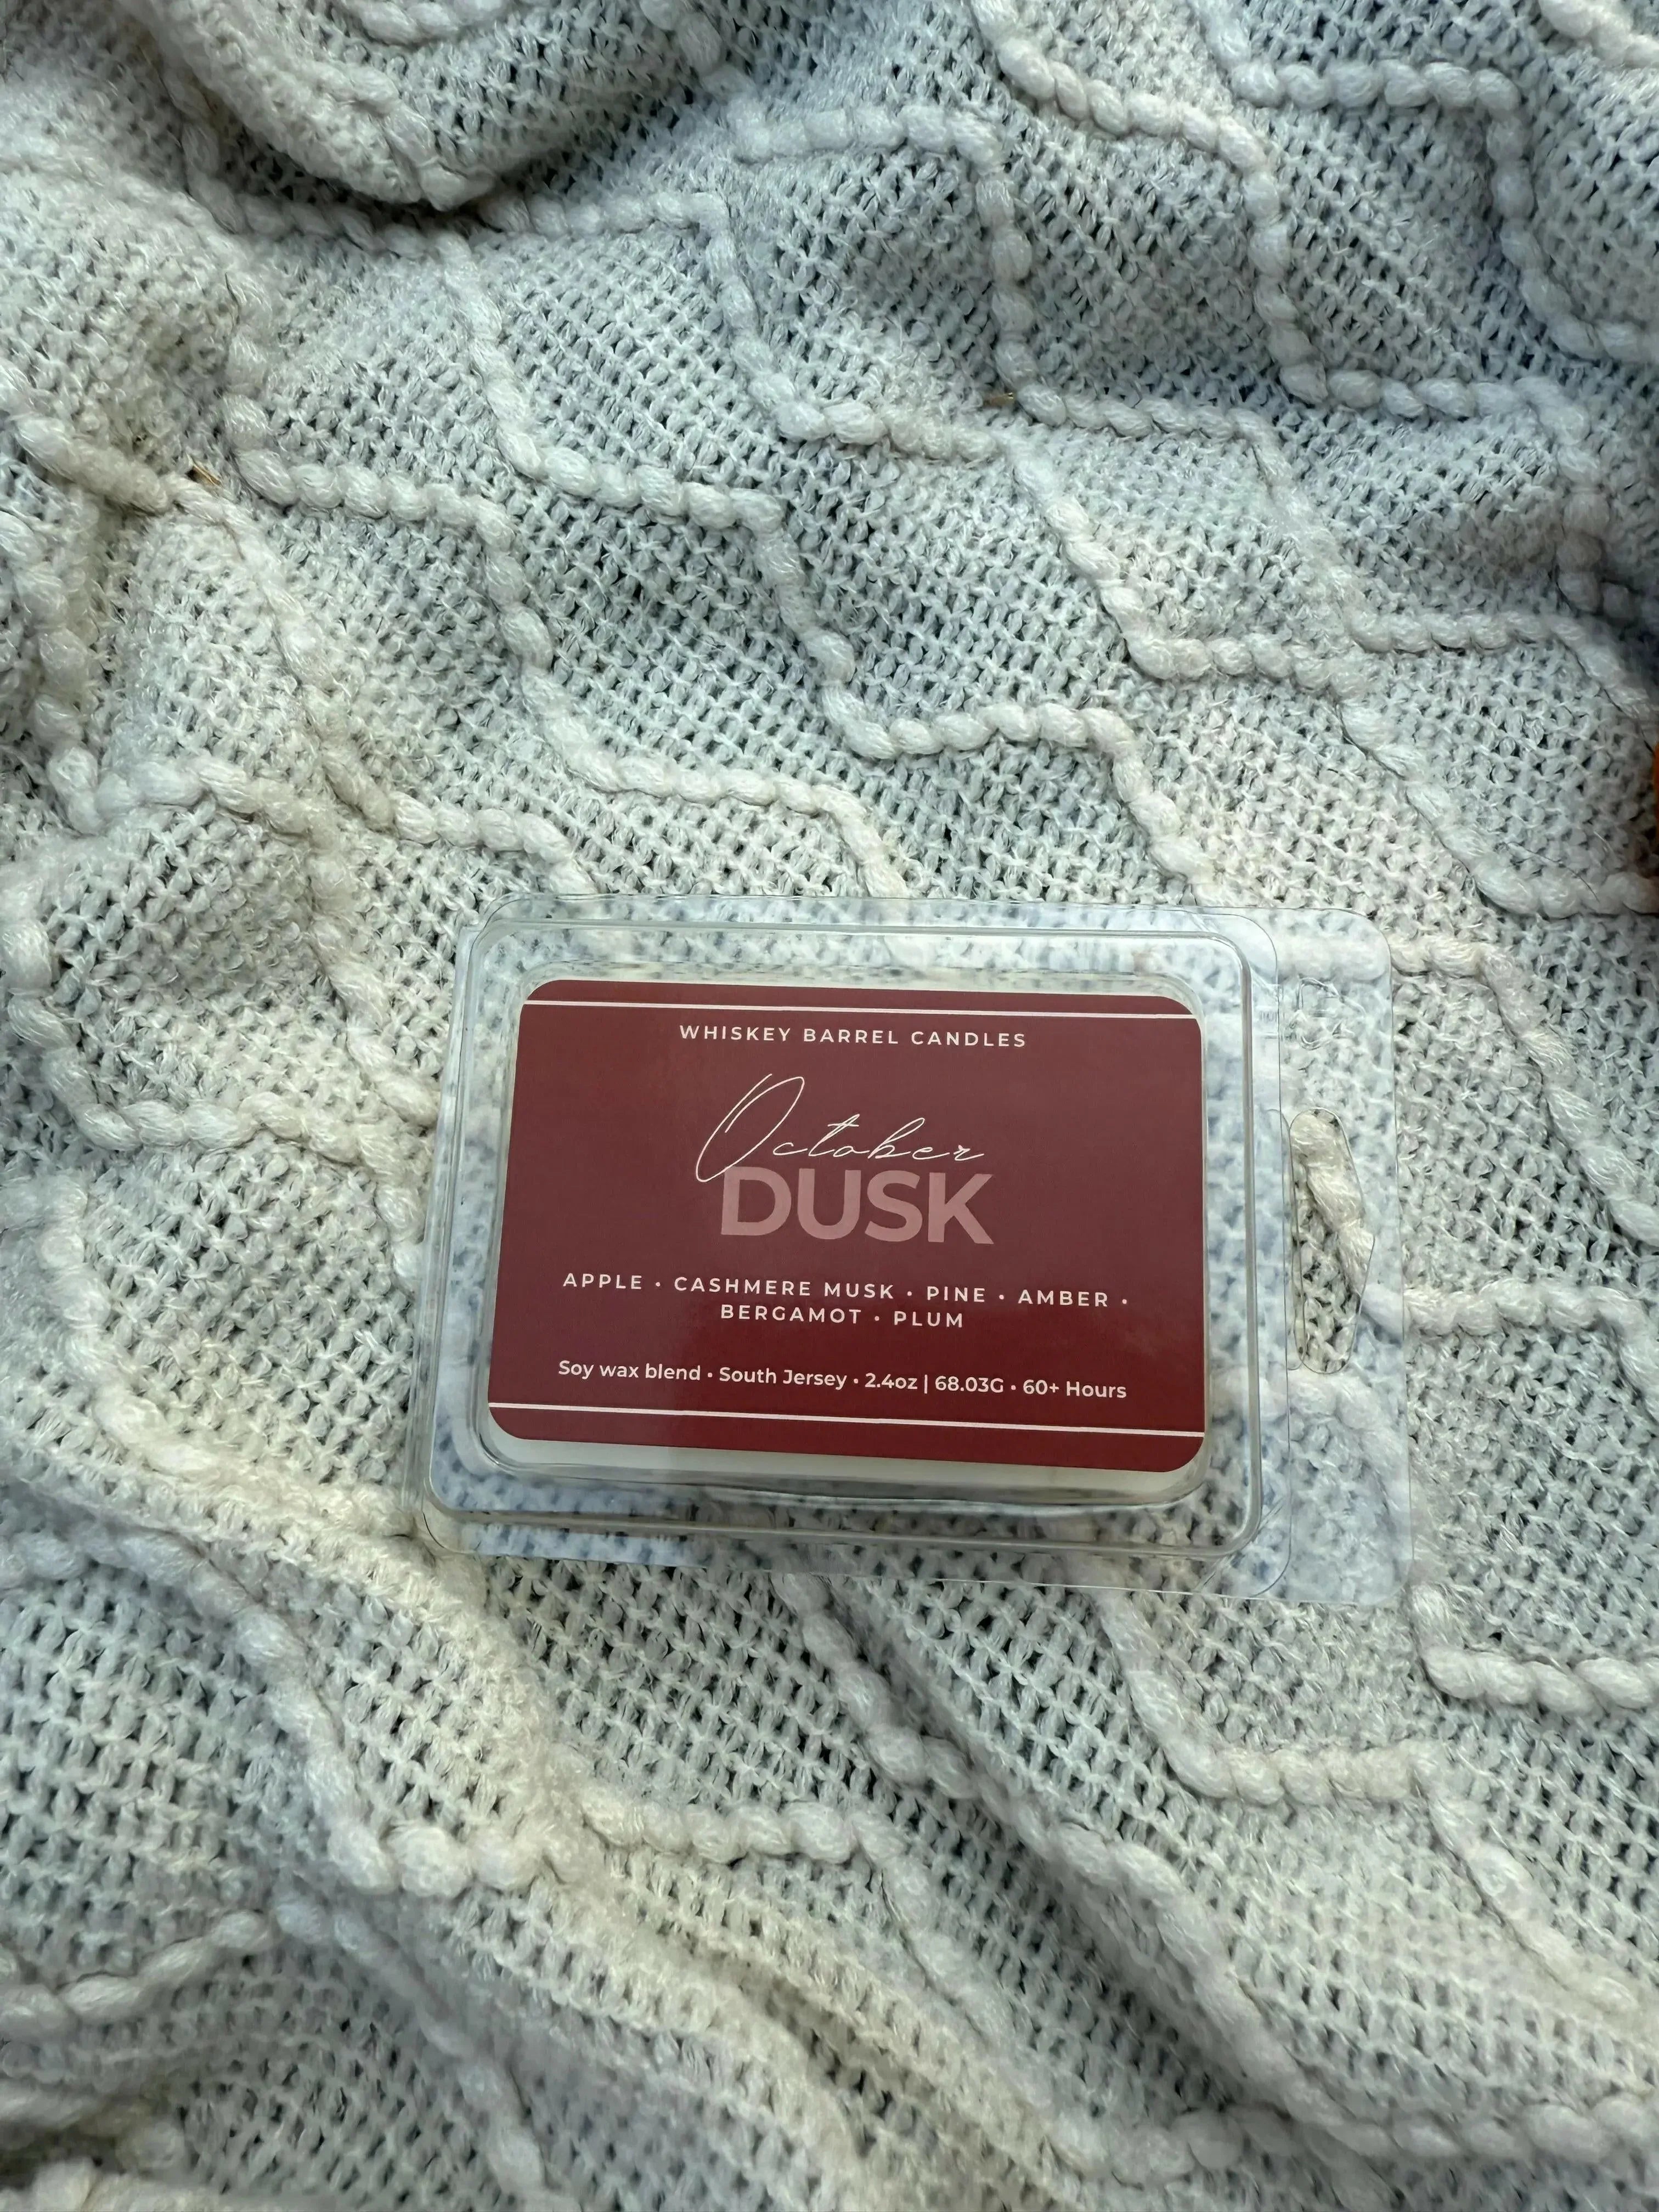 WHISKEY BARREL CANDLES
October
DUSK
APPLE • CASHMERE MUSK • PINE • AMBER •
BERGAMOT • PLUM
Soy wax blend • South Jersey • 2.4oz | 68.03G • 60+ Hours